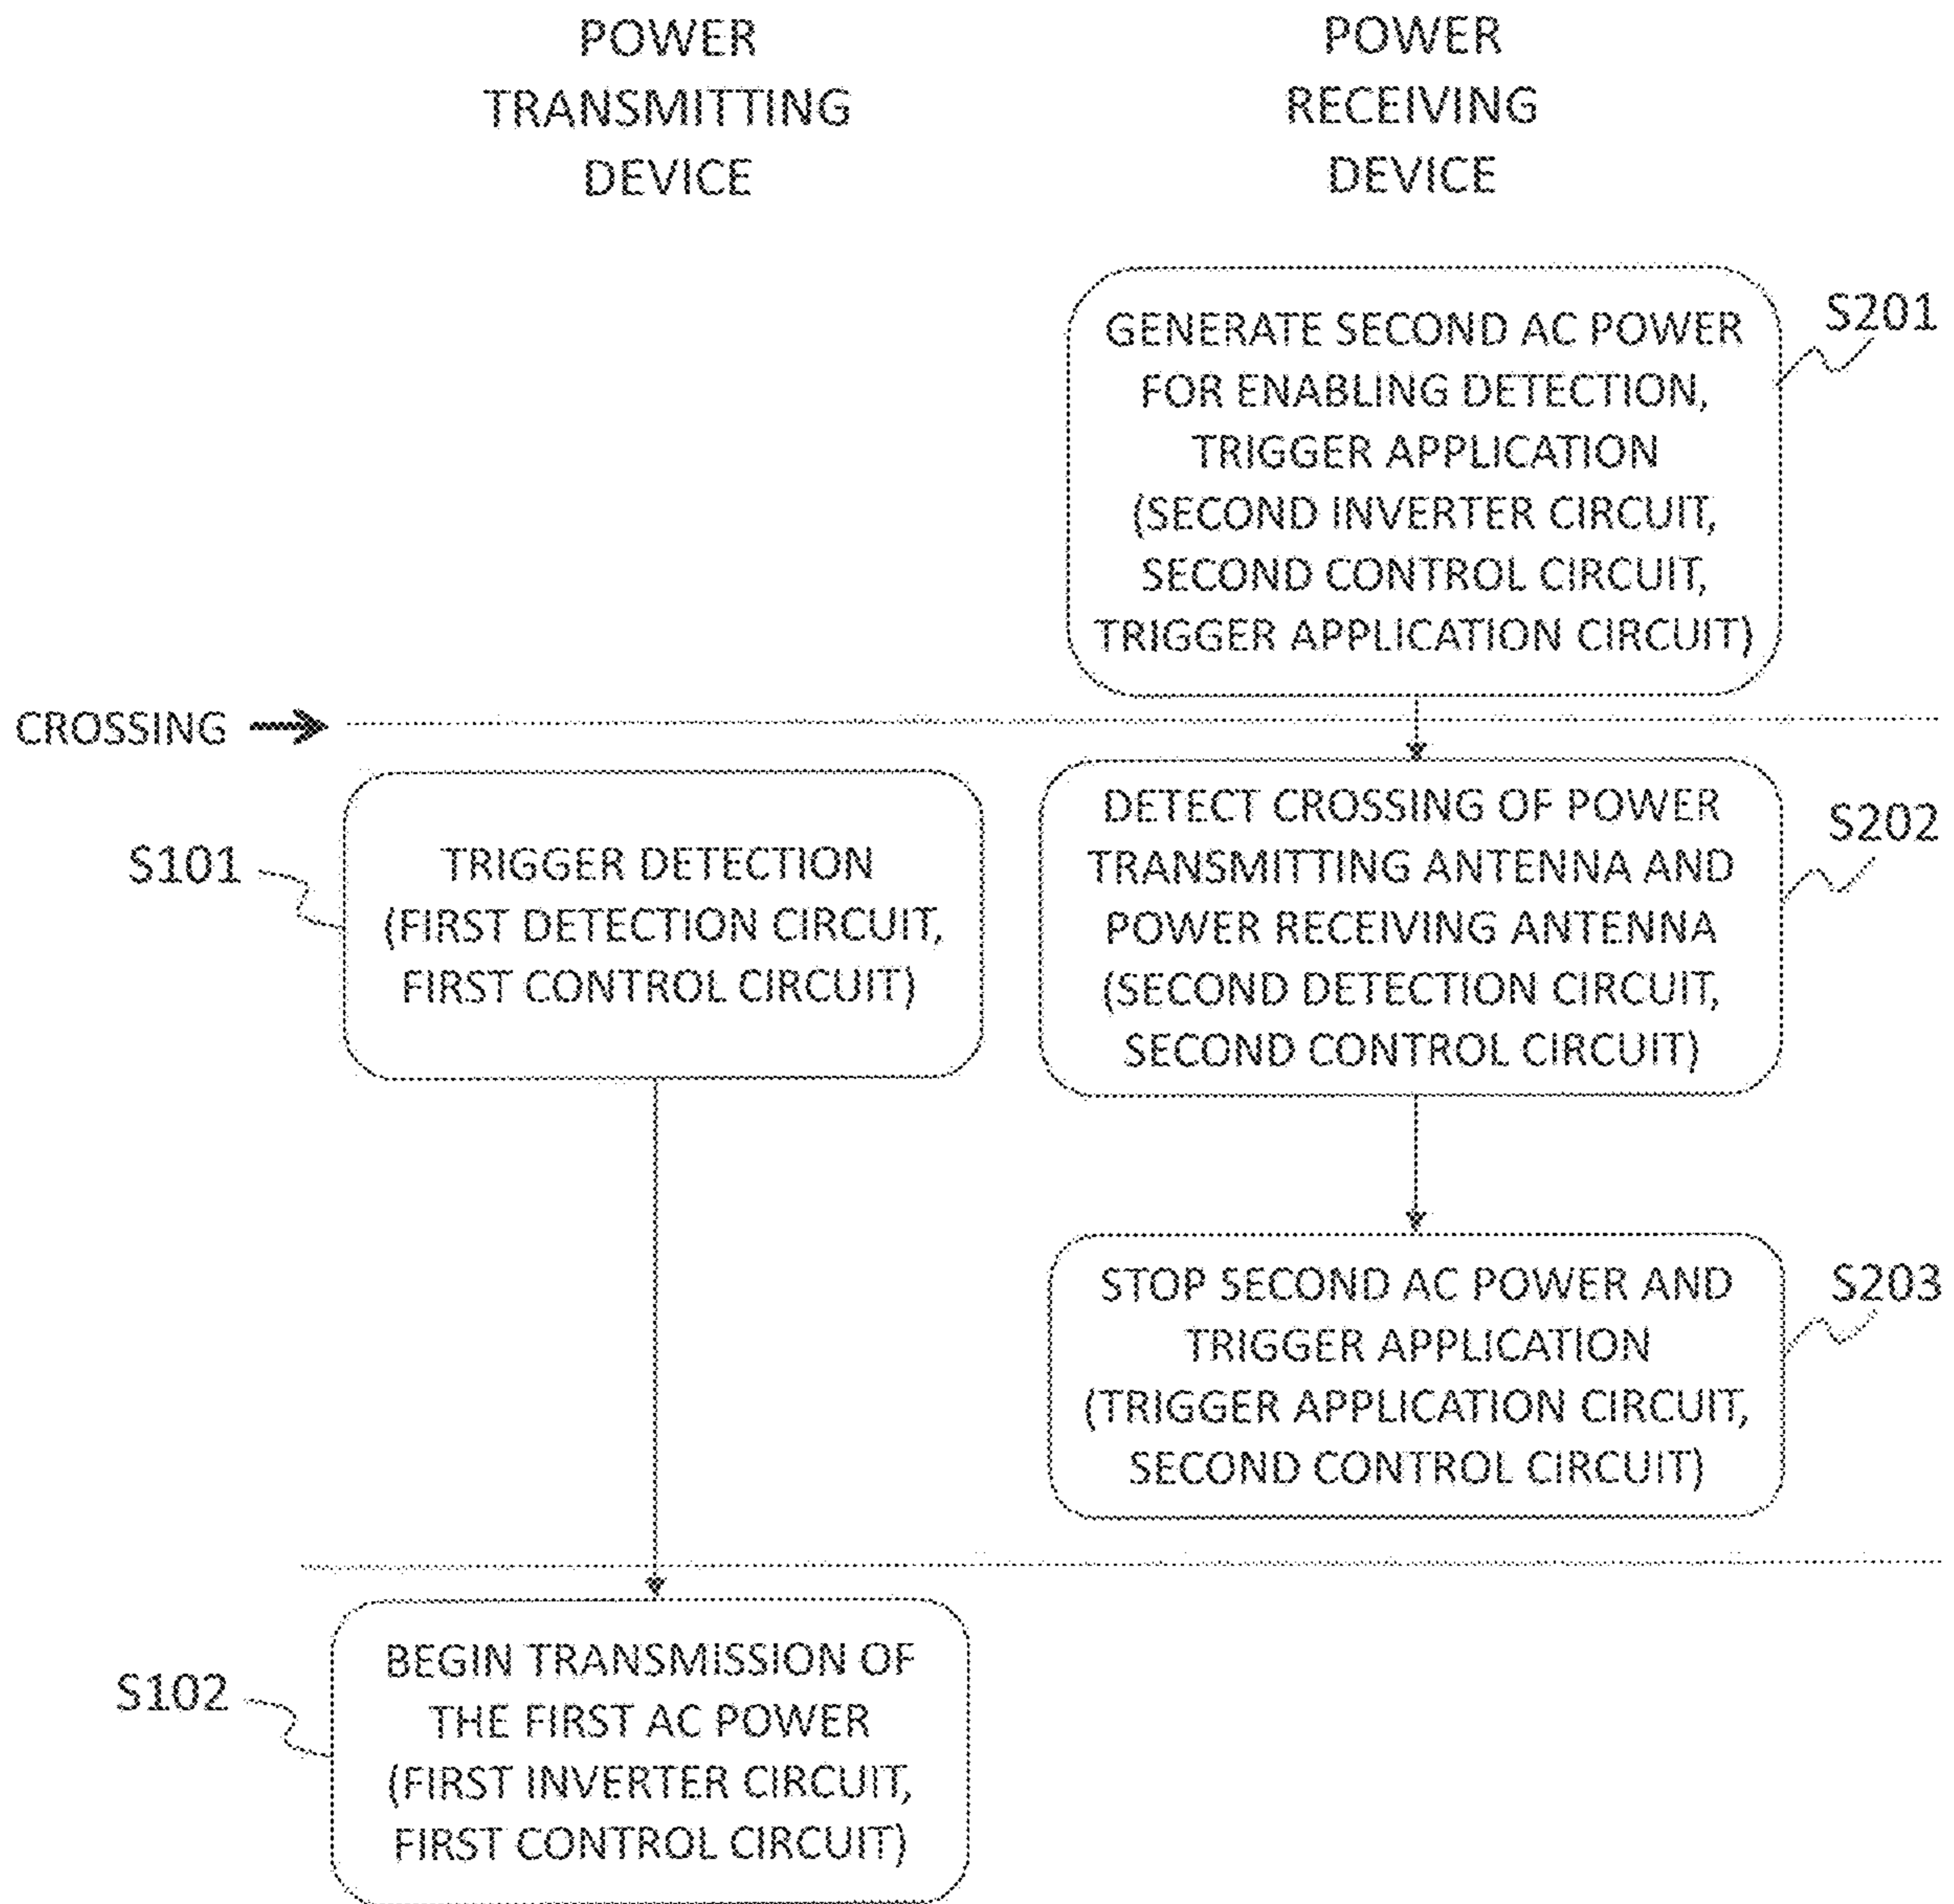 POWER
TRANSMITTING
DEVICE
POWER
RECEIVING
DEVICE
GENERATE SECOND AC POWER
FOR ENABLING DETECTION,
TRIGGER APPLICATION
(SECOND INVERTER CIRCUIT,
SECOND CONTROL CIRCUIT,
TRIGGER APPLICATION CIRCUIT)
S201
CROSSING
S101
TRIGGER DETECTION
(FIRST DETECTION CIRCUIT,
FIRST CONTROL CIRCUIT)
DETECT CROSSING OF POWER
TRANSMITTING ANTENNA AND
POWER RECEIVING ANTENNA
(SECOND DETECTION CIRCUIT,
SECOND CONTROL CIRCUIT)
S202
STOP SECOND AC POWER AND
TRIGGER APPLICATION
(TRIGGER APPLICATION CIRCUIT,
SECOND CONTROL CIRCUIT)
S203
S102
BEGIN TRANSMISSION OF
THE FIRST AC POWER
(FIRST INVERTER CIRCUIT,
FIRST CONTROL CIRCUIT)